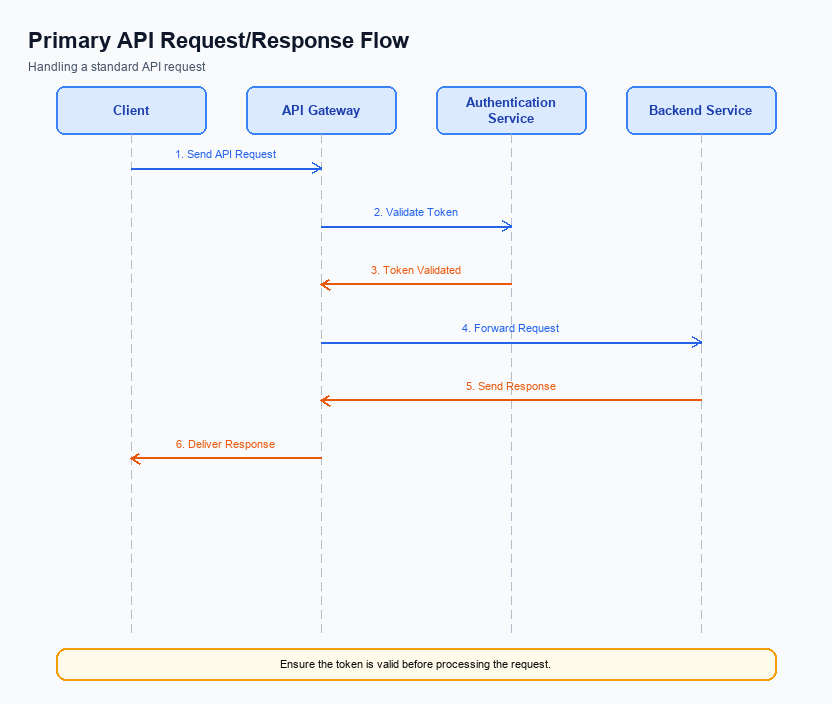 Primary API Request/Response Flow
Handling a standard API request
Client
API Gateway
Authentication
Service
Backend Service
1. Send API Request
2. Validate Token
3. Token Validated
4. Forward Request
5. Send Response
6. Deliver Response
Ensure the token is valid before processing the request.